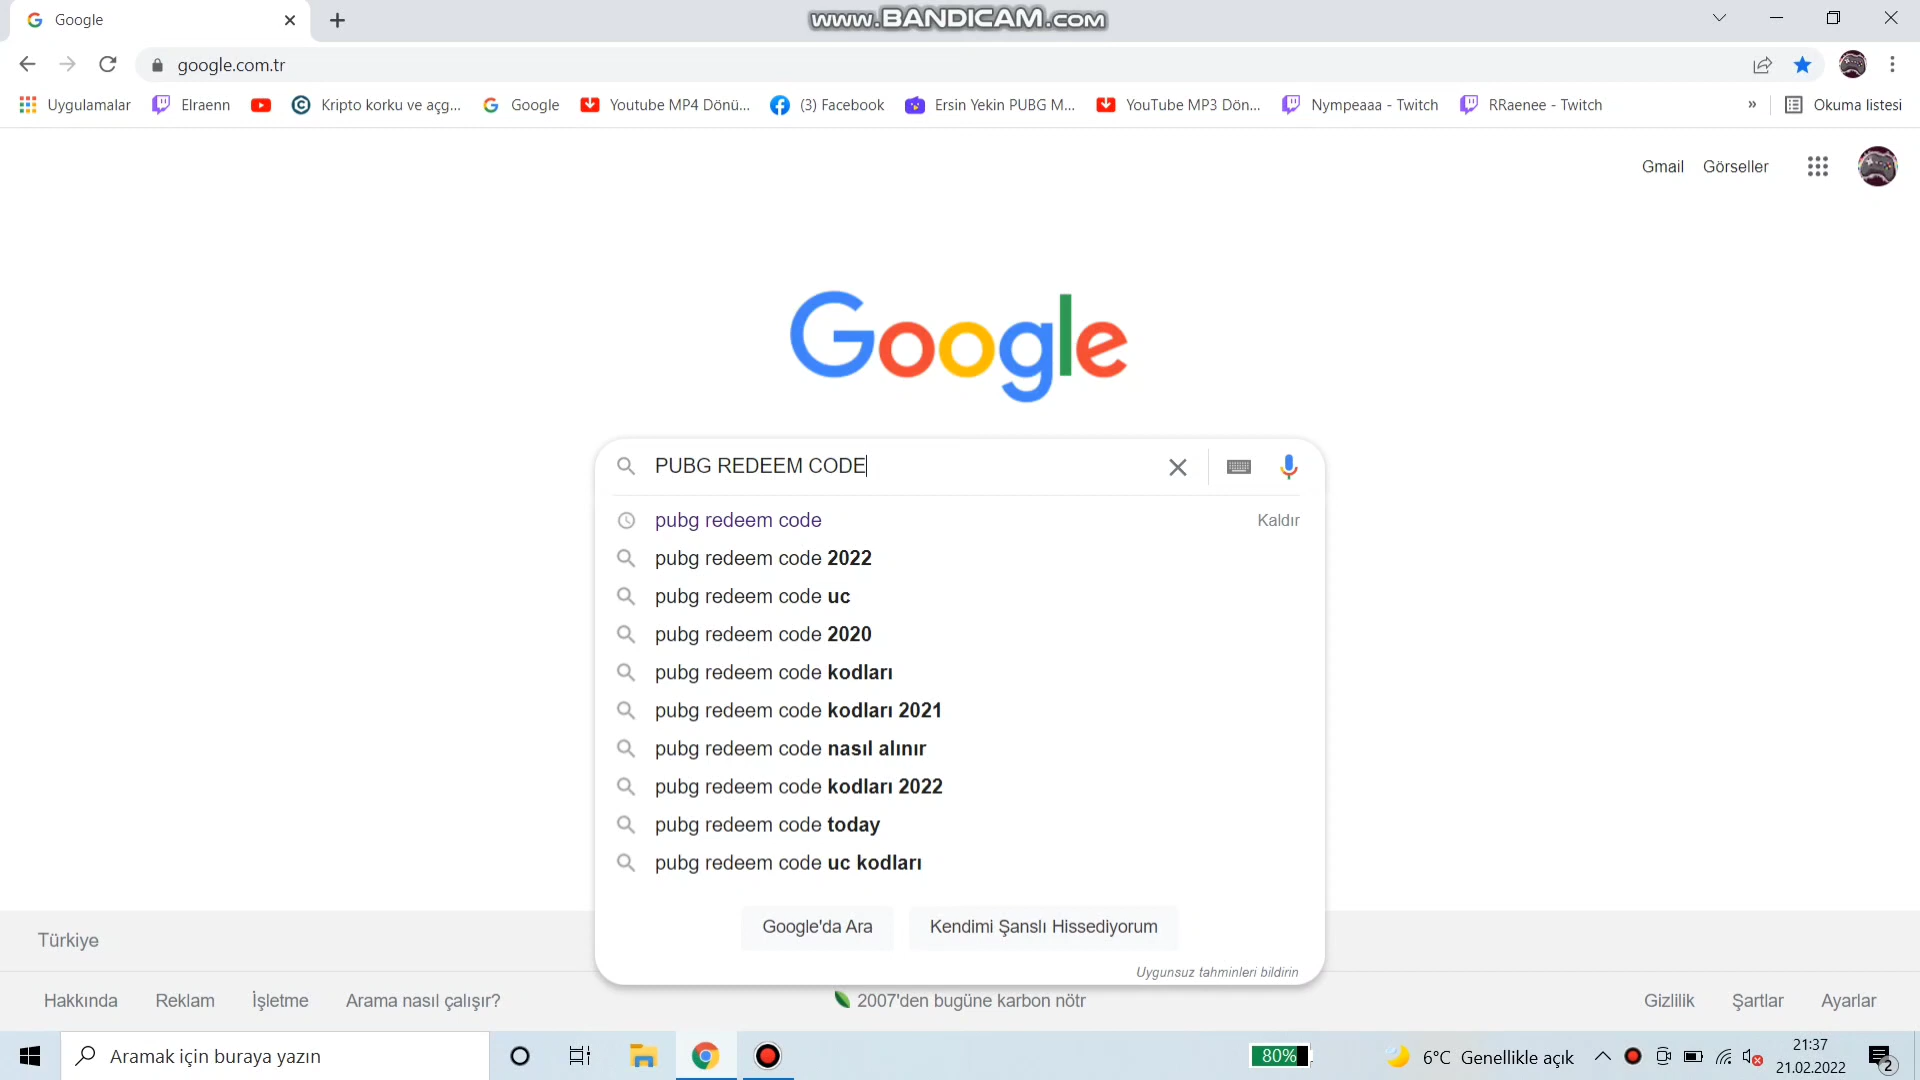 Google
www.BANDICAM.com
google.com.tr
Uygulamalar
Elraenn
Kripto korku ve açg...
Google
Youtube MP4 Dönü...
(3) Facebook
Ersin Yekin PUBG M...
YouTube MP3 Dön...
Nympeaaa - Twitch
RRaenee - Twitch
»
Okuma listesi
Gmail
Görseller
Google
PUBG REDEEM CODE
pubg redeem code
Kaldır
pubg redeem code 2022
pubg redeem code uc
pubg redeem code 2020
pubg redeem code kodları
pubg redeem code kodları 2021
pubg redeem code nasıl alınır
pubg redeem code kodları 2022
pubg redeem code today
pubg redeem code uc kodları
Google'da Ara
Kendimi Şanslı Hissediyorum
Uygunsuz tahminleri bildirin
Türkiye
Hakkında
Reklam
İşletme
Arama nasıl çalışır?
2007'den bugüne karbon nötr
Gizlilik
Şartlar
Ayarlar
Aramak için buraya yazın
80%
6°C Genellikle açık
21:37
21.02.2022
2